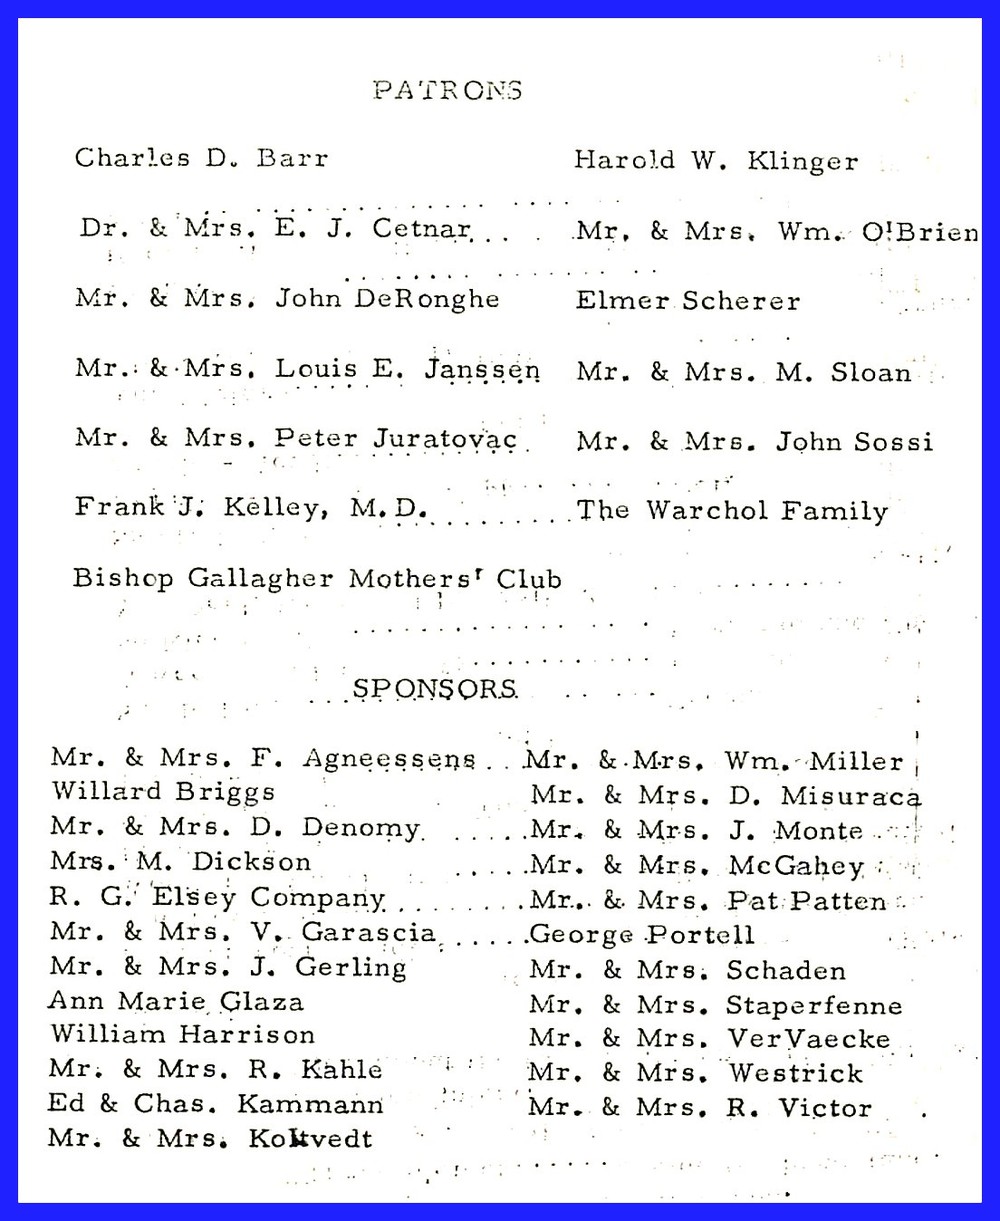 PATRONS
Charles D. Barr
Harold W. Klinger
Dr. & Mrs. E. J. Cetnar
Mr. & Mrs. Wm. O'Brien
Mr. & Mrs. John DeRonghe
Elmer Scherer
Mr. & Mrs. Louis E. Janssen
Mr. & Mrs. M. Sloan
Mr. & Mrs. Peter Juratovac
Mr. & Mrs. John Sossi
Frank J. Kelley, M.D.
The Warchol Family
Bishop Gallagher Mothers' Club
SPONSORS
Mr. & Mrs. F. Agneessens
Mr. & Mrs. Wm. Miller
Willard Briggs
Mr. & Mrs. D. Misuraca
Mr. & Mrs. D. Denomy
Mr. & Mrs. J. Monte
Mrs. M. Dickson
Mr. & Mrs. McGahey
R. G. Elsey Company
Mr. & Mrs. Pat Patten
Mr. & Mrs. V. Garascia
George Portell
Mr. & Mrs. J. Gerling
Mr. & Mrs. Schaden
Ann Marie Glaza
Mr. & Mrs. Staperfenne
William Harrison
Mr. & Mrs. VerVaecke
Mr. & Mrs. R. Kahle
Mr. & Mrs. Westrick
Ed & Chas. Kammann
Mr. & Mrs. R. Victor
Mr. & Mrs.